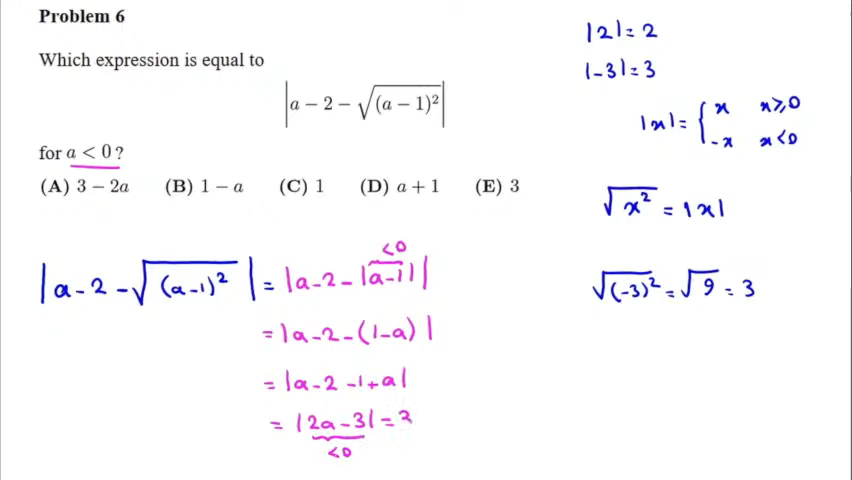 Problem 6
Which expression is equal to
|a − 2 − √(a − 1)²|
for a < 0?
(A) 3 − 2a (B) 1 − a (C) 1 (D) a + 1 (E) 3
|a-2-√(a-1)²| = |a-2-|a-1||
<0
= |a-2-(1-a)|
= |a-2-1+a|
= |2a-3| = 3
<0
|2| = 2
|-3| = 3
|x| = { x x≥0
-x x<0
√x² = |x|
√(-3)² = √9 = 3